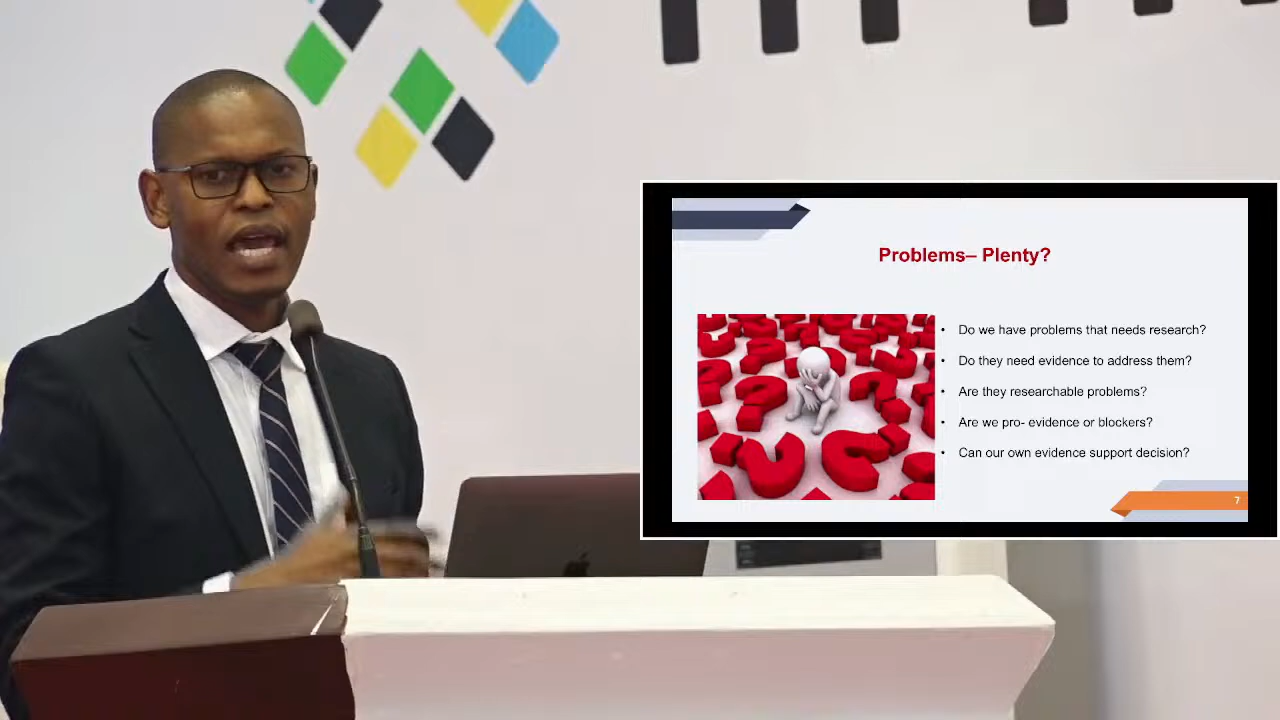 Problems– Plenty?
• Do we have problems that needs research?
• Do they need evidence to address them?
• Are they researchable problems?
• Are we pro- evidence or blockers?
• Can our own evidence support decision?
7